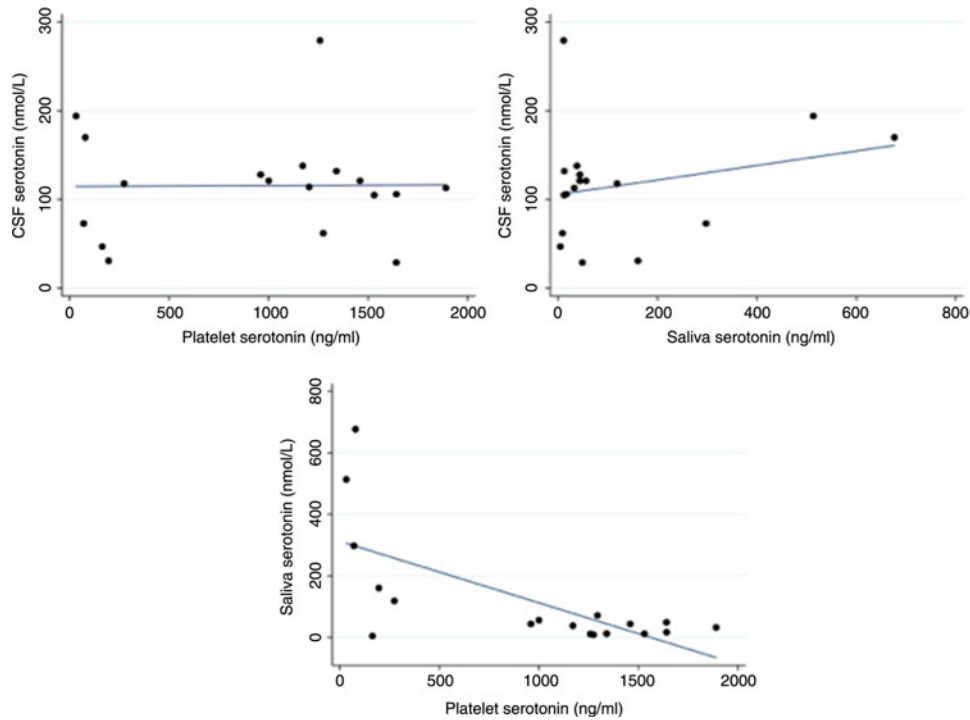 300
200
100
0
CSF serotonin (nmol/L)
0 500 1000 1500 2000
Platelet serotonin (ng/ml)
300
200
100
0
CSF serotonin (nmol/L)
0 200 400 600 800
Saliva serotonin (ng/ml)
800
600
400
200
0
Saliva serotonin (nmol/L)
0 500 1000 1500 2000
Platelet serotonin (ng/ml)